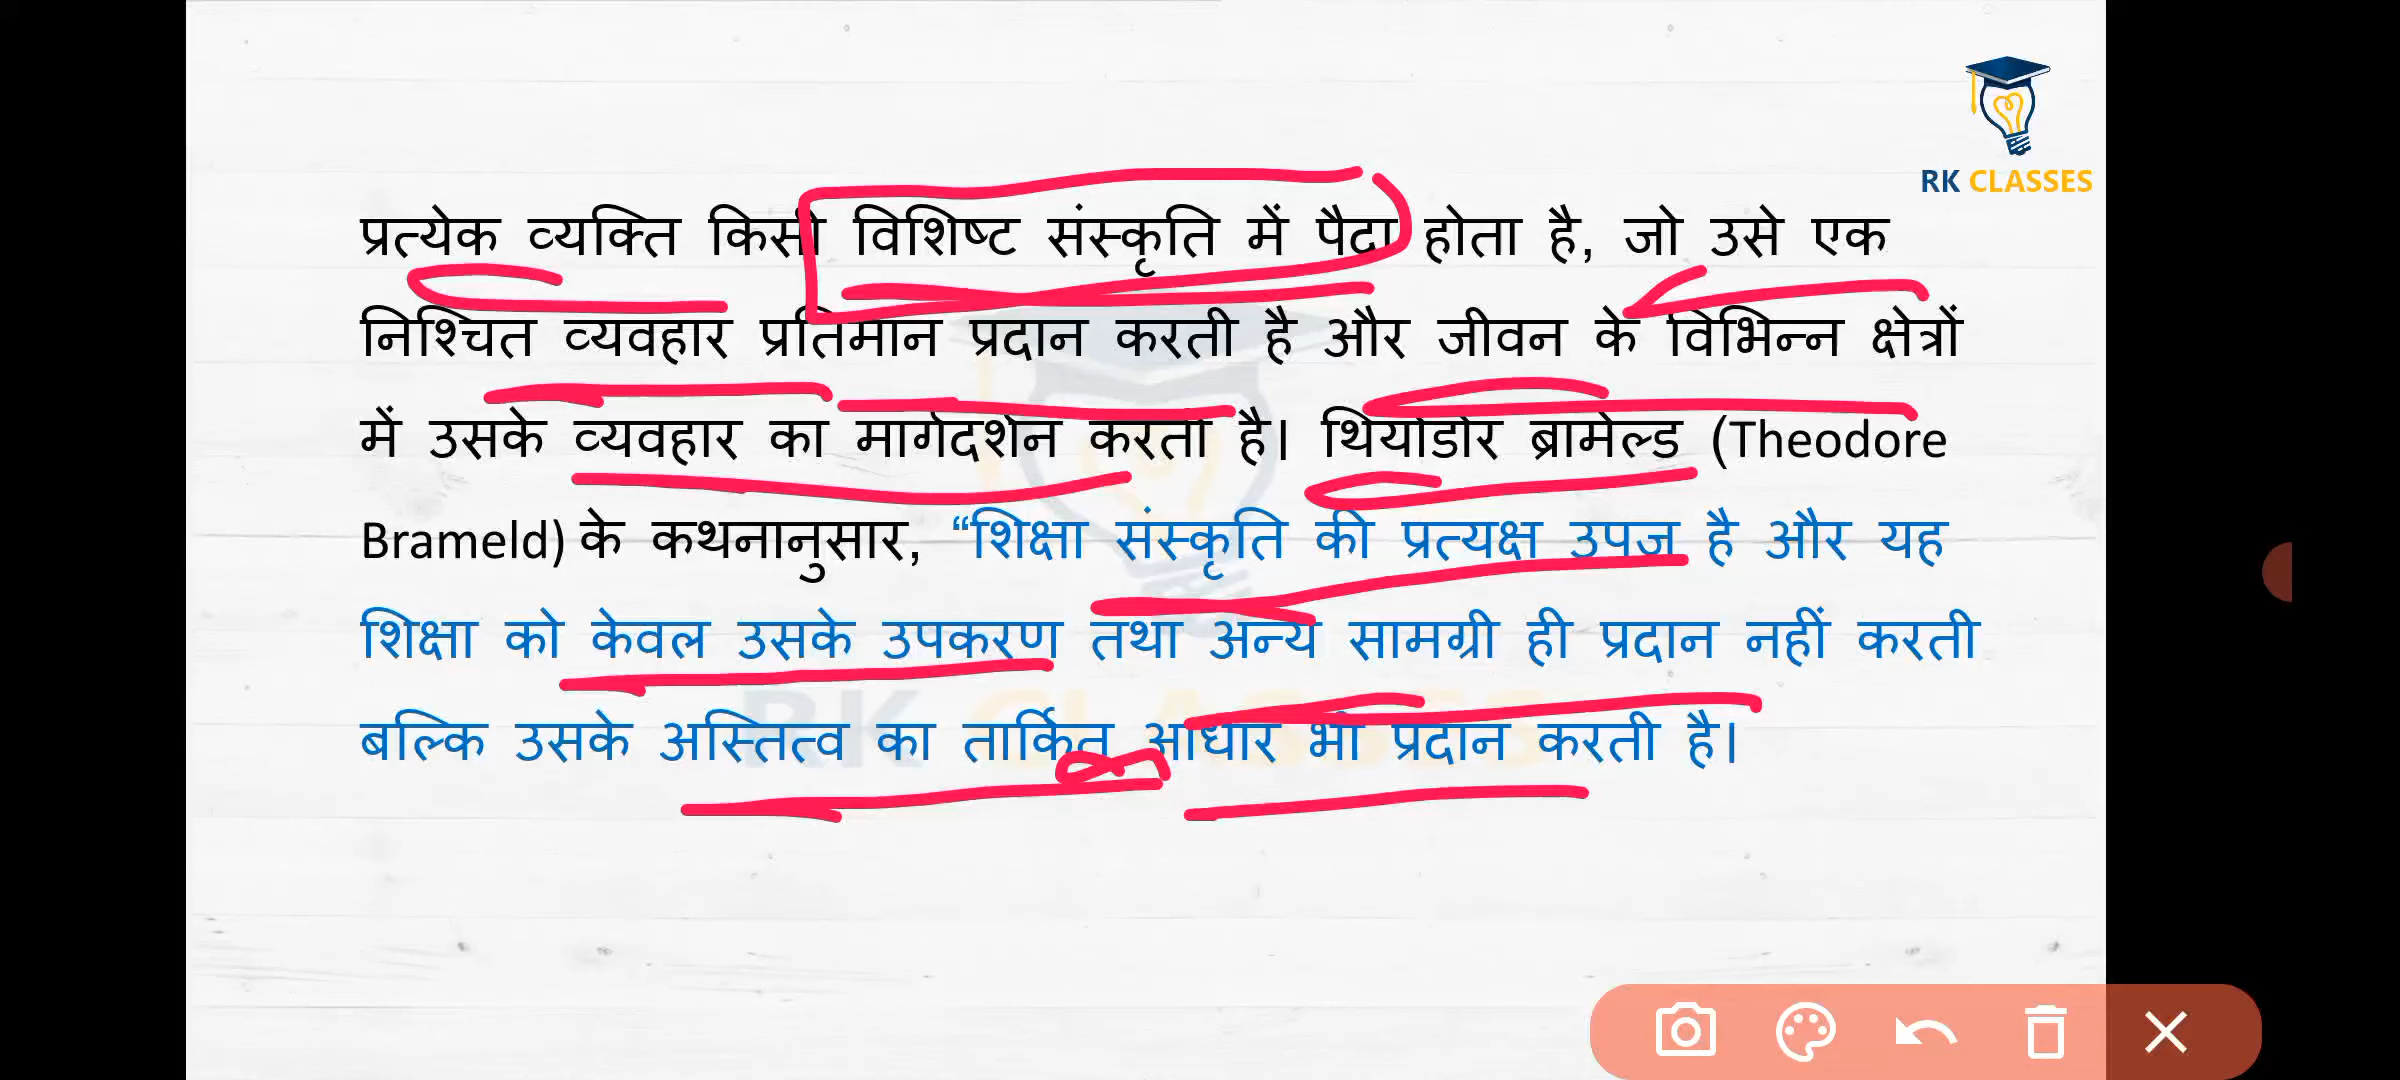 RK CLASSES
प्रत्येक व्यक्ति किसी विशिष्ट संस्कृति में पैदा होता है, जो उसे एक
निश्चित व्यवहार प्रतिमान प्रदान करती है और जीवन के विभिन्न क्षेत्रों
में उसके व्यवहार का मार्गदर्शन करता है। थियोडोर ब्रामेल्ड (Theodore
Brameld) के कथनानुसार, “शिक्षा संस्कृति की प्रत्यक्ष उपज है और यह
शिक्षा को केवल उसके उपकरण तथा अन्य सामग्री ही प्रदान नहीं करती
बल्कि उसके अस्तित्व का तार्कित आधार भी प्रदान करती है।
RK CLASSES